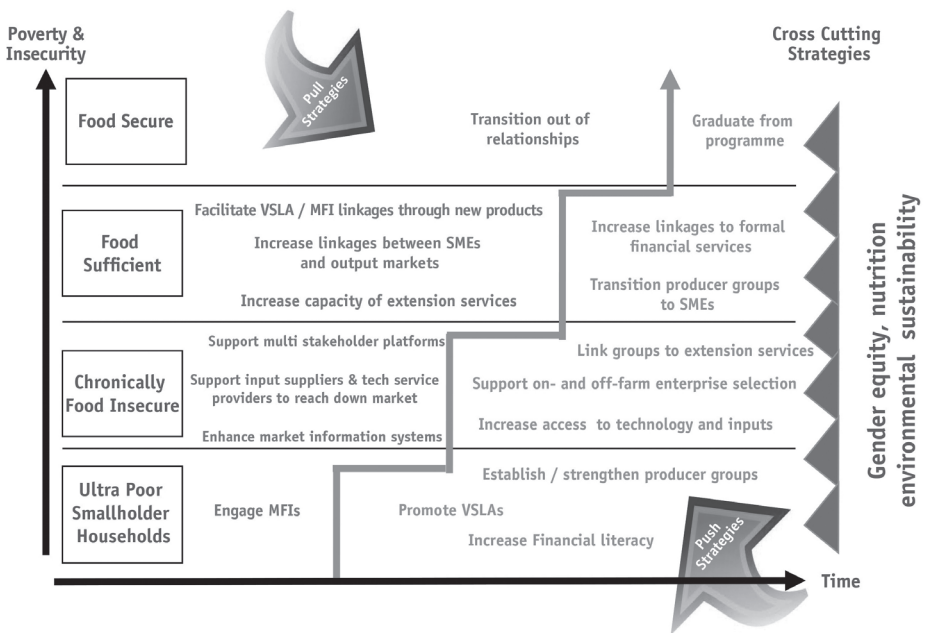 Poverty &
Insecurity
Cross Cutting
Strategies
Pull
Strategies
Food Secure
Transition out of
relationships
Graduate from
programme
Facilitate VSLA / MFI linkages through new products
Food
Sufficient
Increase linkages between SMEs
and output markets
Increase capacity of extension services
Increase linkages to formal
financial services
Transition producer groups
to SMEs
Support multi stakeholder platforms
Link groups to extension services
Chronically
Food Insecure
Support input suppliers & tech service
providers to reach down market
Support on- and off-farm enterprise selection
Enhance market information systems
Increase access to technology and inputs
Ultra Poor
Smallholder
Households
Establish / strengthen producer groups
Engage MFIs
Promote VSLAs
Increase Financial literacy
Push
Strategies
Time
Gender equity, nutrition
environmental sustainability